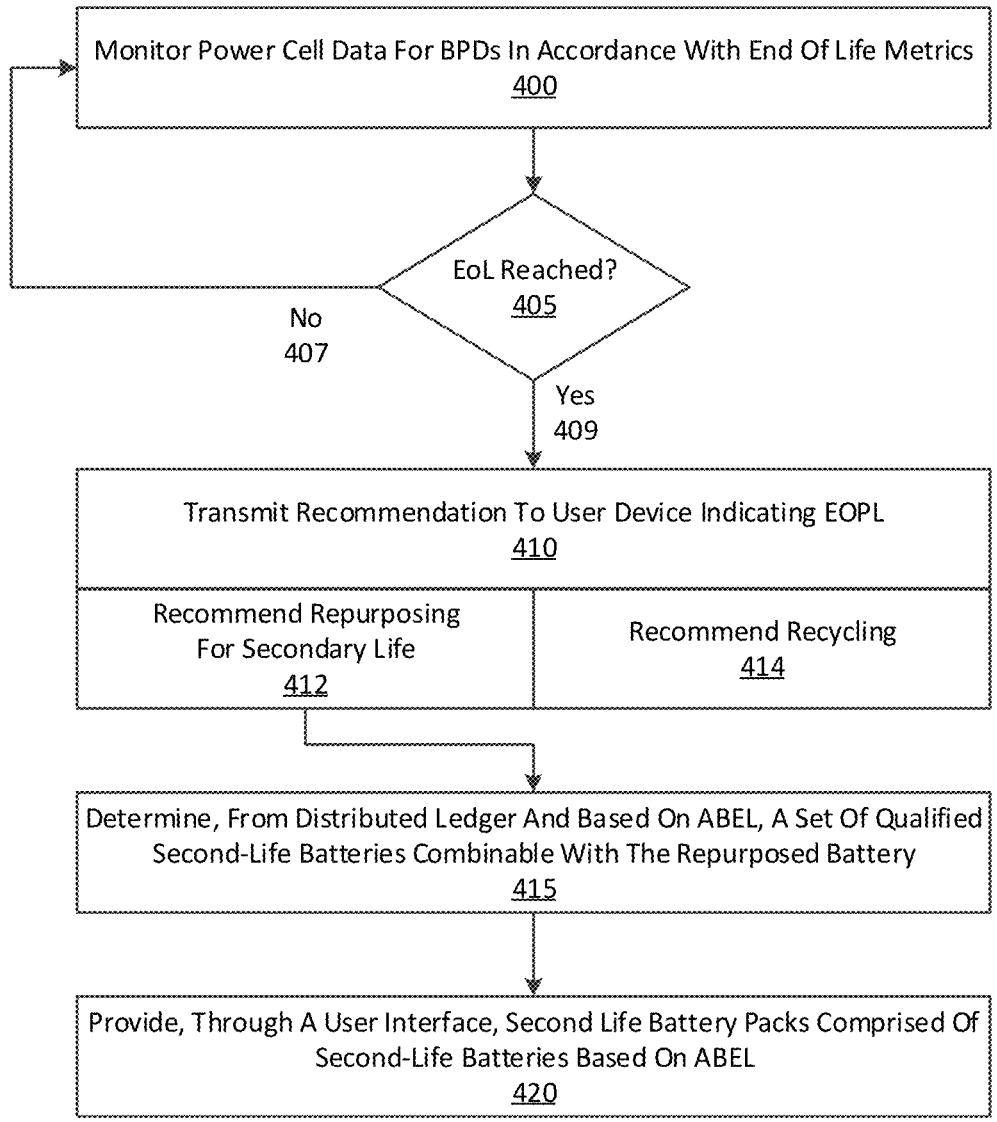 Monitor Power Cell Data For BPDs In Accordance With End Of Life Metrics
400
EoL Reached?
405
No
407
Yes
409
Transmit Recommendation To User Device Indicating EOPL
410
Recommend Repurposing
For Secondary Life
412
Recommend Recycling
414
Determine, From Distributed Ledger And Based On ABEL, A Set Of Qualified
Second-Life Batteries Combinable With The Repurposed Battery
415
Provide, Through A User Interface, Second Life Battery Packs Comprised Of
Second-Life Batteries Based On ABEL
420